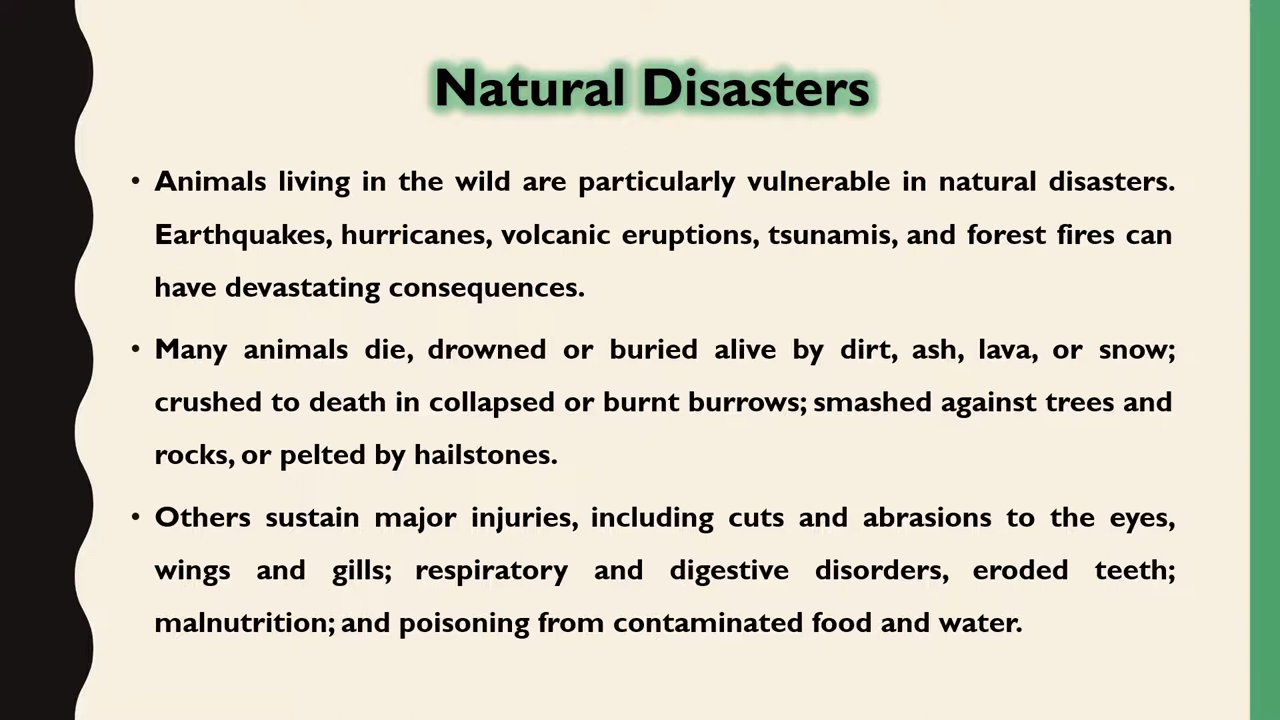 Natural Disasters
• Animals living in the wild are particularly vulnerable in natural disasters.
Earthquakes, hurricanes, volcanic eruptions, tsunamis, and forest fires can
have devastating consequences.
• Many animals die, drowned or buried alive by dirt, ash, lava, or snow;
crushed to death in collapsed or burnt burrows; smashed against trees and
rocks, or pelted by hailstones.
• Others sustain major injuries, including cuts and abrasions to the eyes,
wings and gills; respiratory and digestive disorders, eroded teeth;
malnutrition; and poisoning from contaminated food and water.